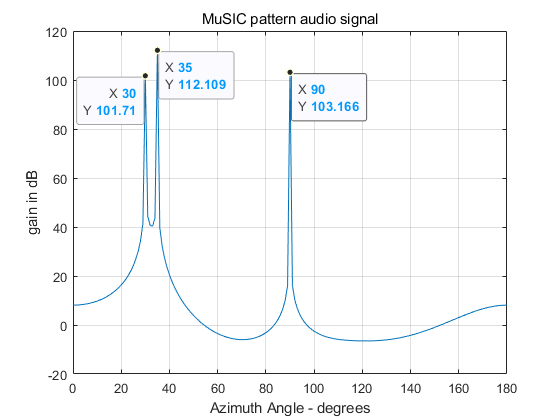 MuSIC pattern audio signal
120
100
80
60
40
20
0
-20
gain in dB
X 30
Y 101.71
X 35
Y 112.109
X 90
Y 103.166
0 20 40 60 80 100 120 140 160 180
Azimuth Angle - degrees